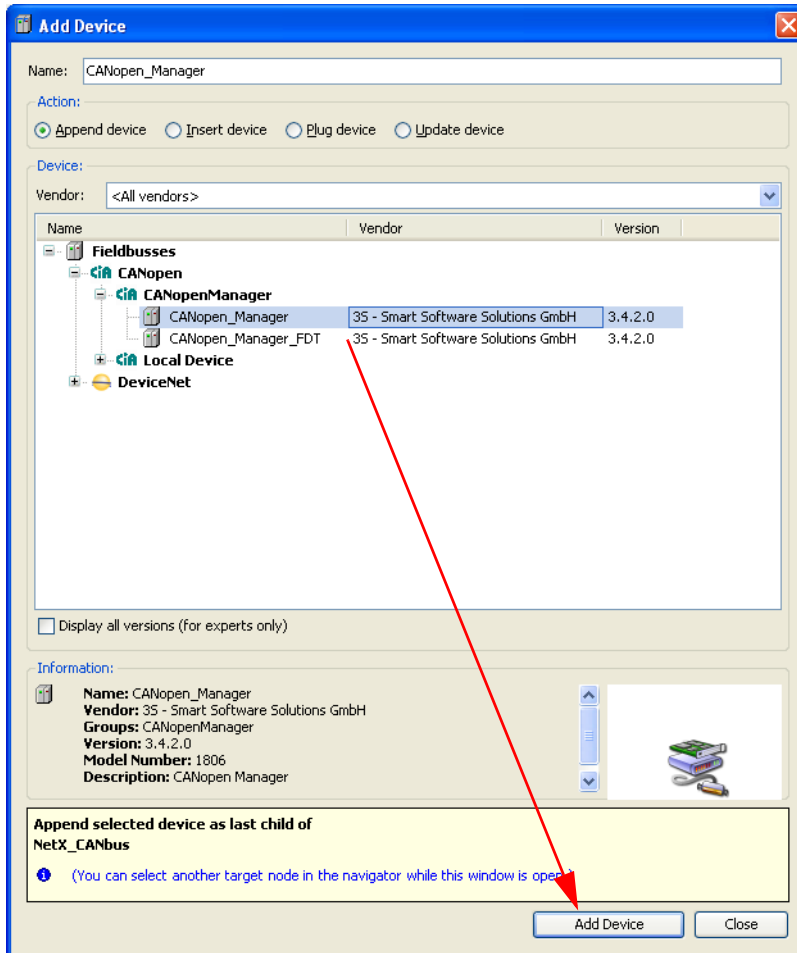 Add Device
Name: CANopen_Manager
Action:
Append device Insert device Plug device Update device
Device:
Vendor: <All vendors>
Name Vendor Version
Fieldbusses
CiA CANopen
CiA CANopenManager
CANopen_Manager 3S - Smart Software Solutions GmbH 3.4.2.0
CANopen_Manager_FDT 3S - Smart Software Solutions GmbH 3.4.2.0
CiA Local Device
DeviceNet
Display all versions (for experts only)
Information:
Name: CANopen_Manager
Vendor: 3S - Smart Software Solutions GmbH
Groups: CANopenManager
Version: 3.4.2.0
Model Number: 1806
Description: CANopen Manager
Append selected device as last child of
NetX_CANbus
(You can select another target node in the navigator while this window is open.)
Add Device Close